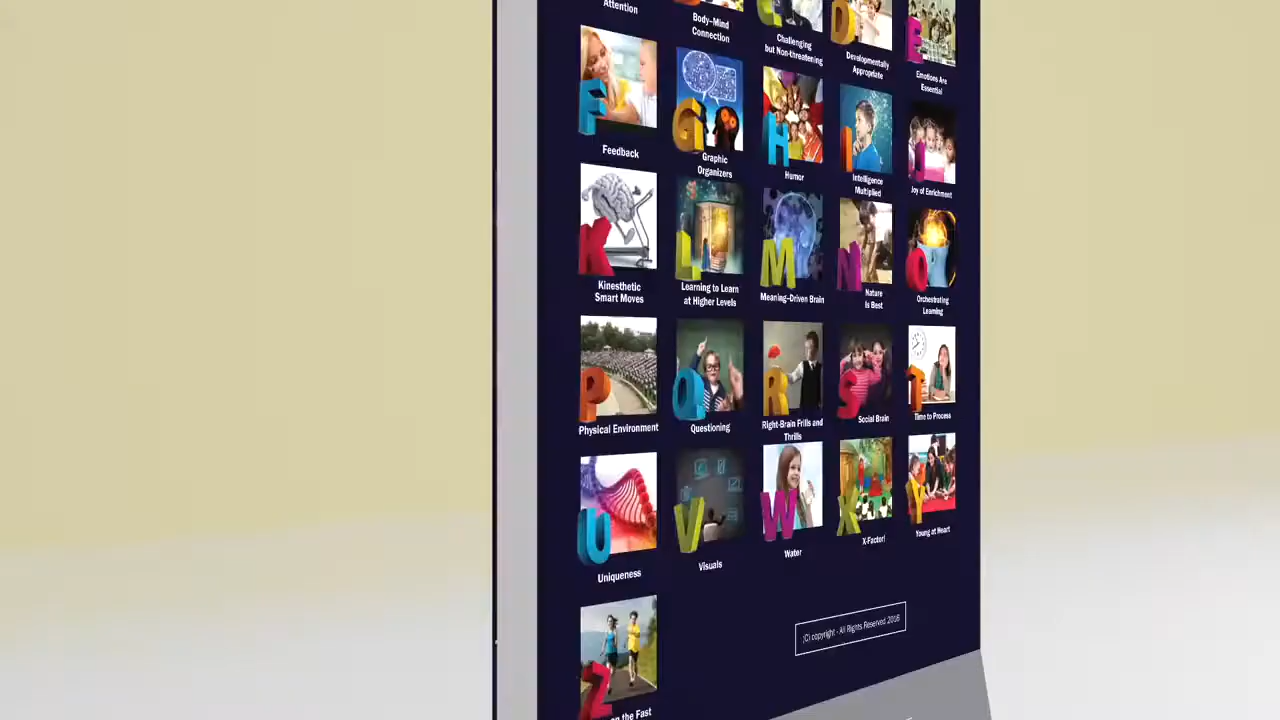 Attention
Body-Mind
Connection
Challenging
but Non-threatening
Developmentally
Appropriate
Emotions Are
Essential
C
D
E
F
G
H
I
J
Feedback
Graphic
Organizers
Humor
Intelligence
Multiplied
Joy of Enrichment
K
L
M
N
O
Kinesthetic
Smart Moves
Learning to Learn
at Higher Levels
Meaning-Driven Brain
Nature
is Best
Orchestrating
Learning
P
Q
R
S
T
Physical Environment
Questioning
Right-Brain Frills and
Thrills
Social Brain
Time to Process
U
V
W
X
Y
Uniqueness
Visuals
Water
X-Factor!
Young at Heart
(C) copyright - All Rights Reserved 2016
Z
the Fast